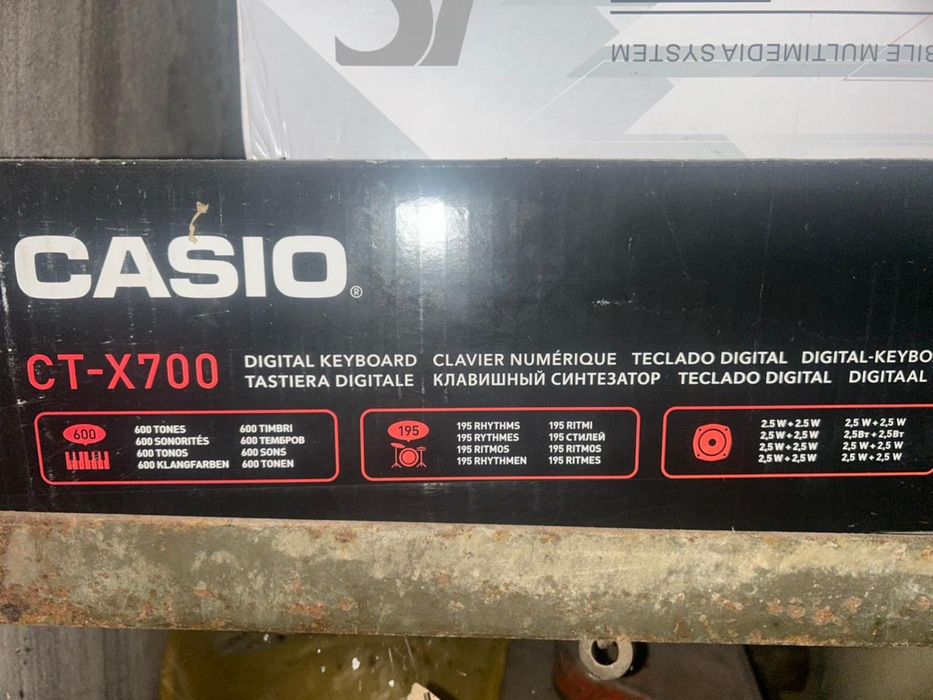 BILE MULTIMEDIA SYSTEM
CASIO®
CT-X700
DIGITAL KEYBOARD CLAVIER NUMÉRIQUE TECLADO DIGITAL DIGITAL-KEYBO
TASTIERA DIGITALE КЛАВИШНЫЙ СИНТЕЗАТОР TECLADO DIGITAL DIGITAAL
600
600 TONES 600 TIMBRI
600 SONORITÉS 600 ТЕМБРОВ
600 TONOS 600 SONS
600 KLANGFARBEN 600 TONEN
195
195 RHYTHMS 195 RITMI
195 RYTHMES 195 СТИЛЕЙ
195 RITMOS 195 RITMOS
195 RHYTHMEN 195 RITMES
2.5 W + 2.5 W 2,5 W + 2,5 W
2,5 W + 2,5 W 2,5Вт + 2,5Вт
2,5 W + 2,5 W 2,5 W + 2,5 W
2,5 W + 2,5 W 2,5 W + 2,5 W